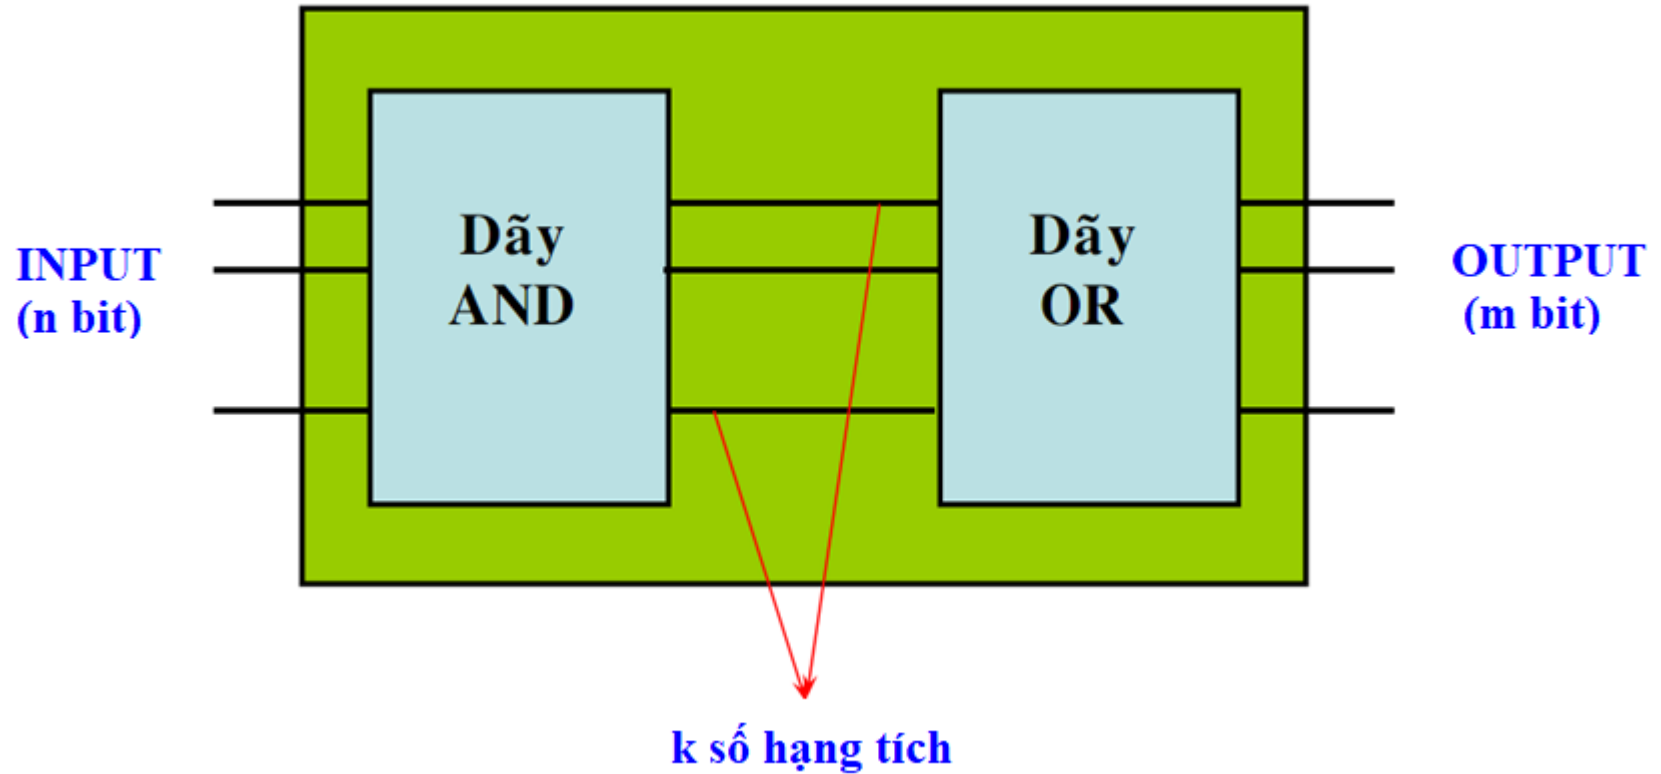 INPUT
(n bit)
Dãy
AND
Dãy
OR
OUTPUT
(m bit)
k số hạng tích